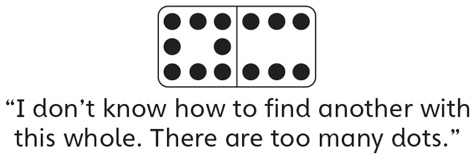 “I don’t know how to find another with
this whole. There are too many dots.”